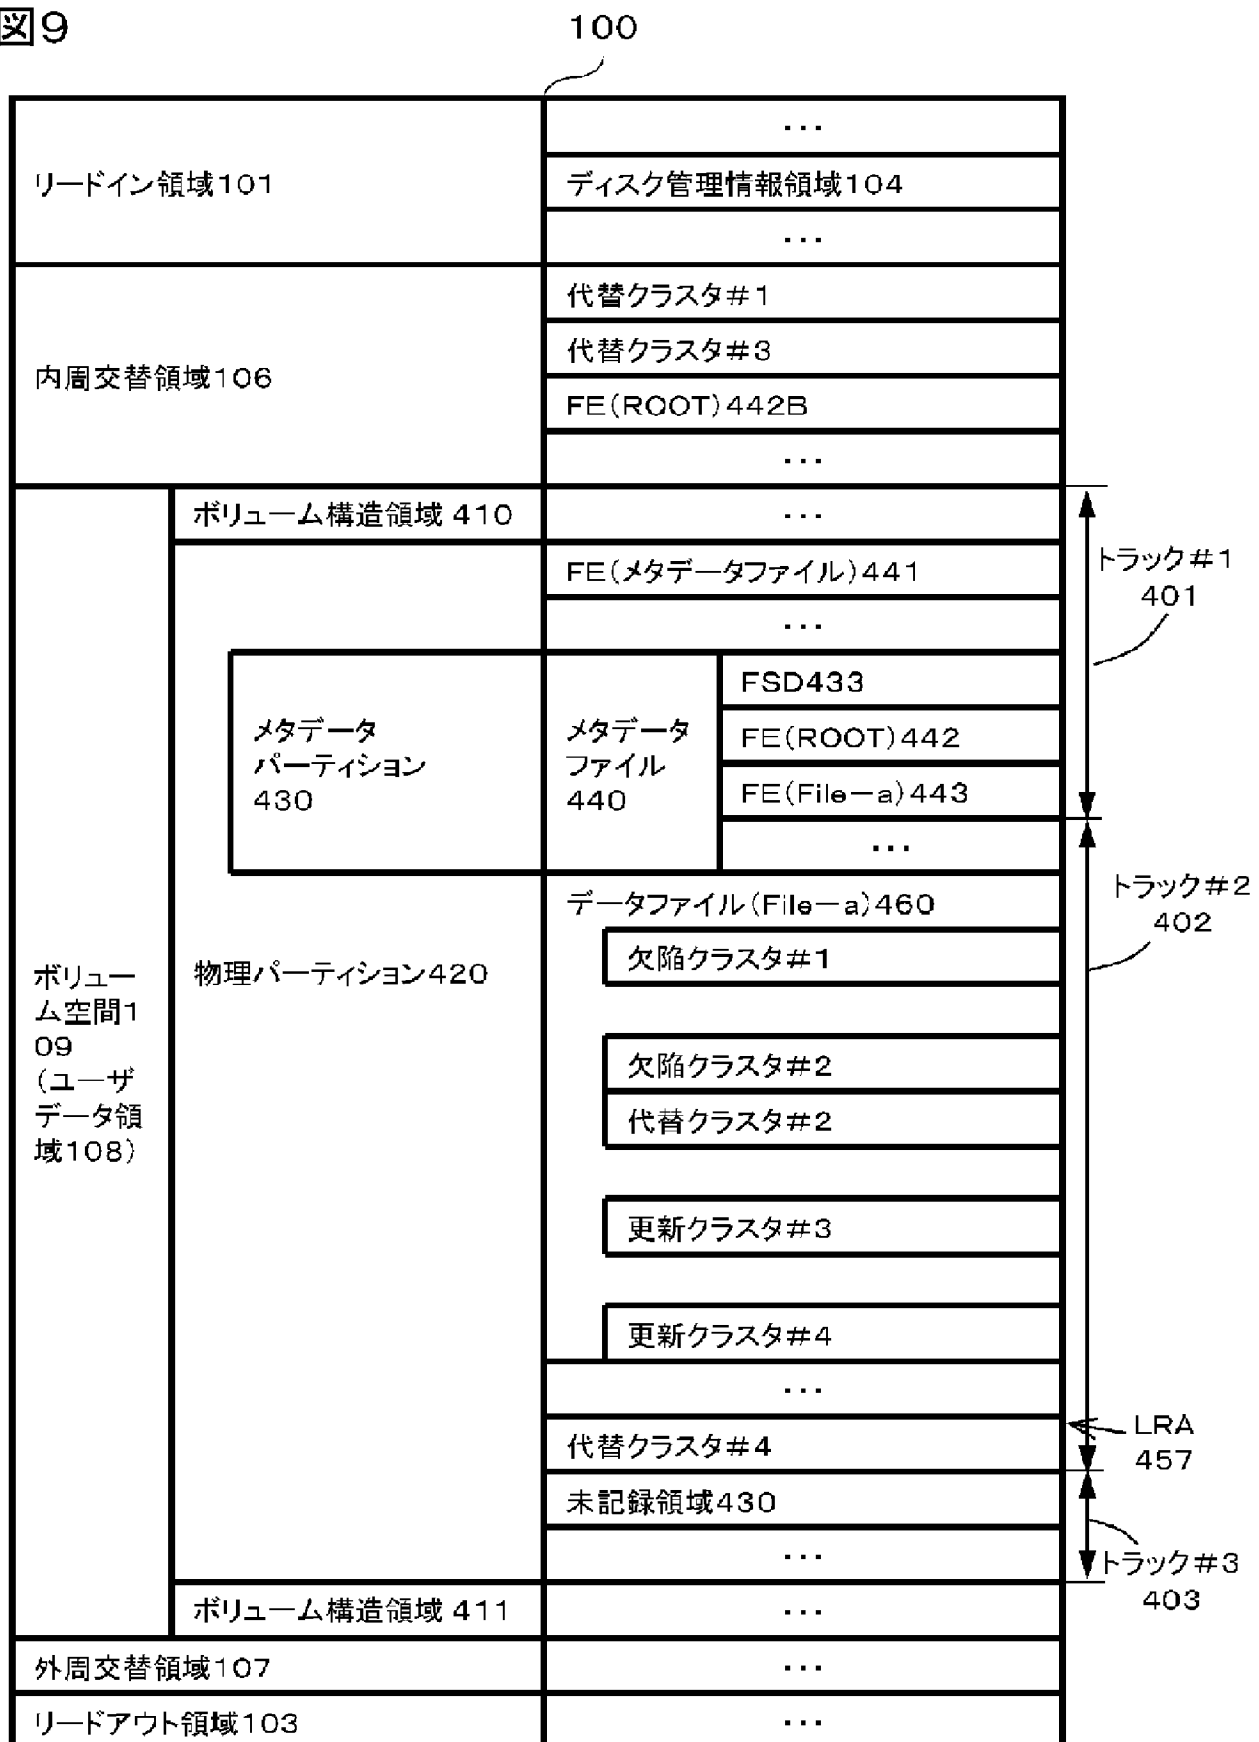 図9
100
...
リードイン領域101
ディスク管理情報領域104
...
代替クラスタ#1
代替クラスタ#3
内周交替領域106
FE(ROOT)442B
...
ボリューム構造領域 410
...
FE(メタデータファイル)441
トラック#1
401
...
メタデータ
パーティション
430
メタデータ
ファイル
440
FSD433
FE(ROOT)442
FE(File-a)443
...
トラック#2
402
データファイル(File-a)460
欠陥クラスタ#1
ボリュー
ム空間1
09
(ユーザ
データ領
域108)
物理パーティション420
欠陥クラスタ#2
代替クラスタ#2
更新クラスタ#3
更新クラスタ#4
...
代替クラスタ#4
LRA
457
未記録領域430
...
トラック#3
403
ボリューム構造領域 411
...
外周交替領域107
...
リードアウト領域103
...